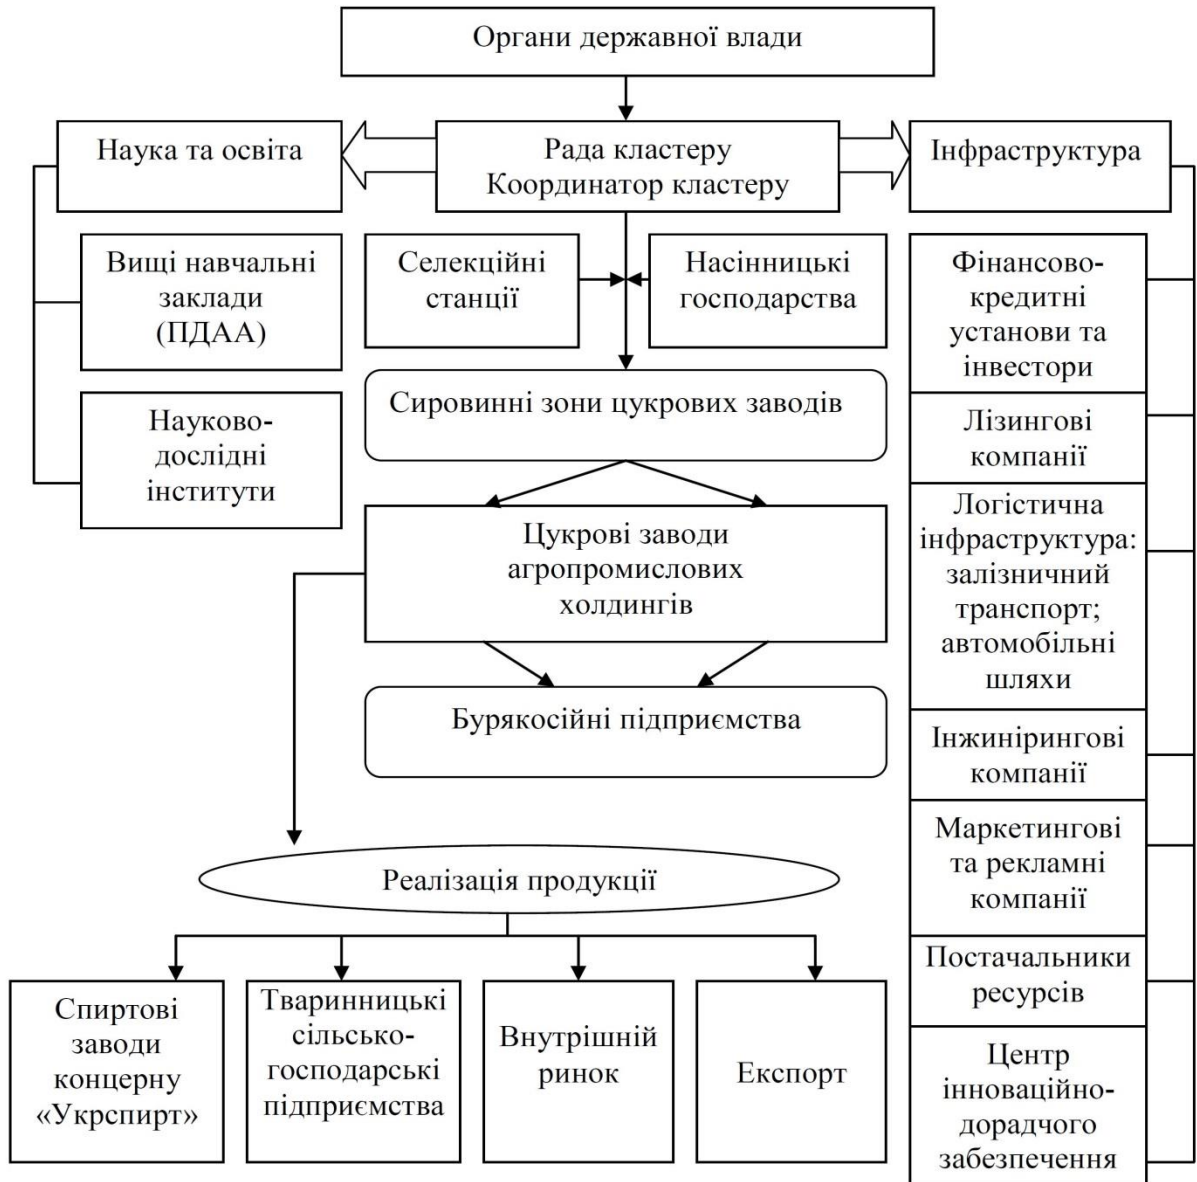 Органи державної влади
Наука та освіта
Рада кластеру
Координатор кластеру
Інфраструктура
Вищі навчальні
заклади
(ПДАА)
Селекційні
станції
Насінницькі
господарства
Фінансово-
кредитні
установи та
інвестори
Сировинні зони цукрових заводів
Науково-
дослідні
інститути
Лізингові
компанії
Цукрові заводи
агропромислових
холдингів
Логістична
інфраструктура:
залізничний
транспорт;
автомобільні
шляхи
Бурякосійні підприємства
Інжинірингові
компанії
Маркетингові
та рекламні
компанії
Реалізація продукції
Постачальники
ресурсів
Спиртові
заводи
концерну
«Укрспирт»
Тваринницькі
сільсько-
господарські
підприємства
Внутрішній
ринок
Експорт
Центр
інноваційно-
дорадчого
забезпечення